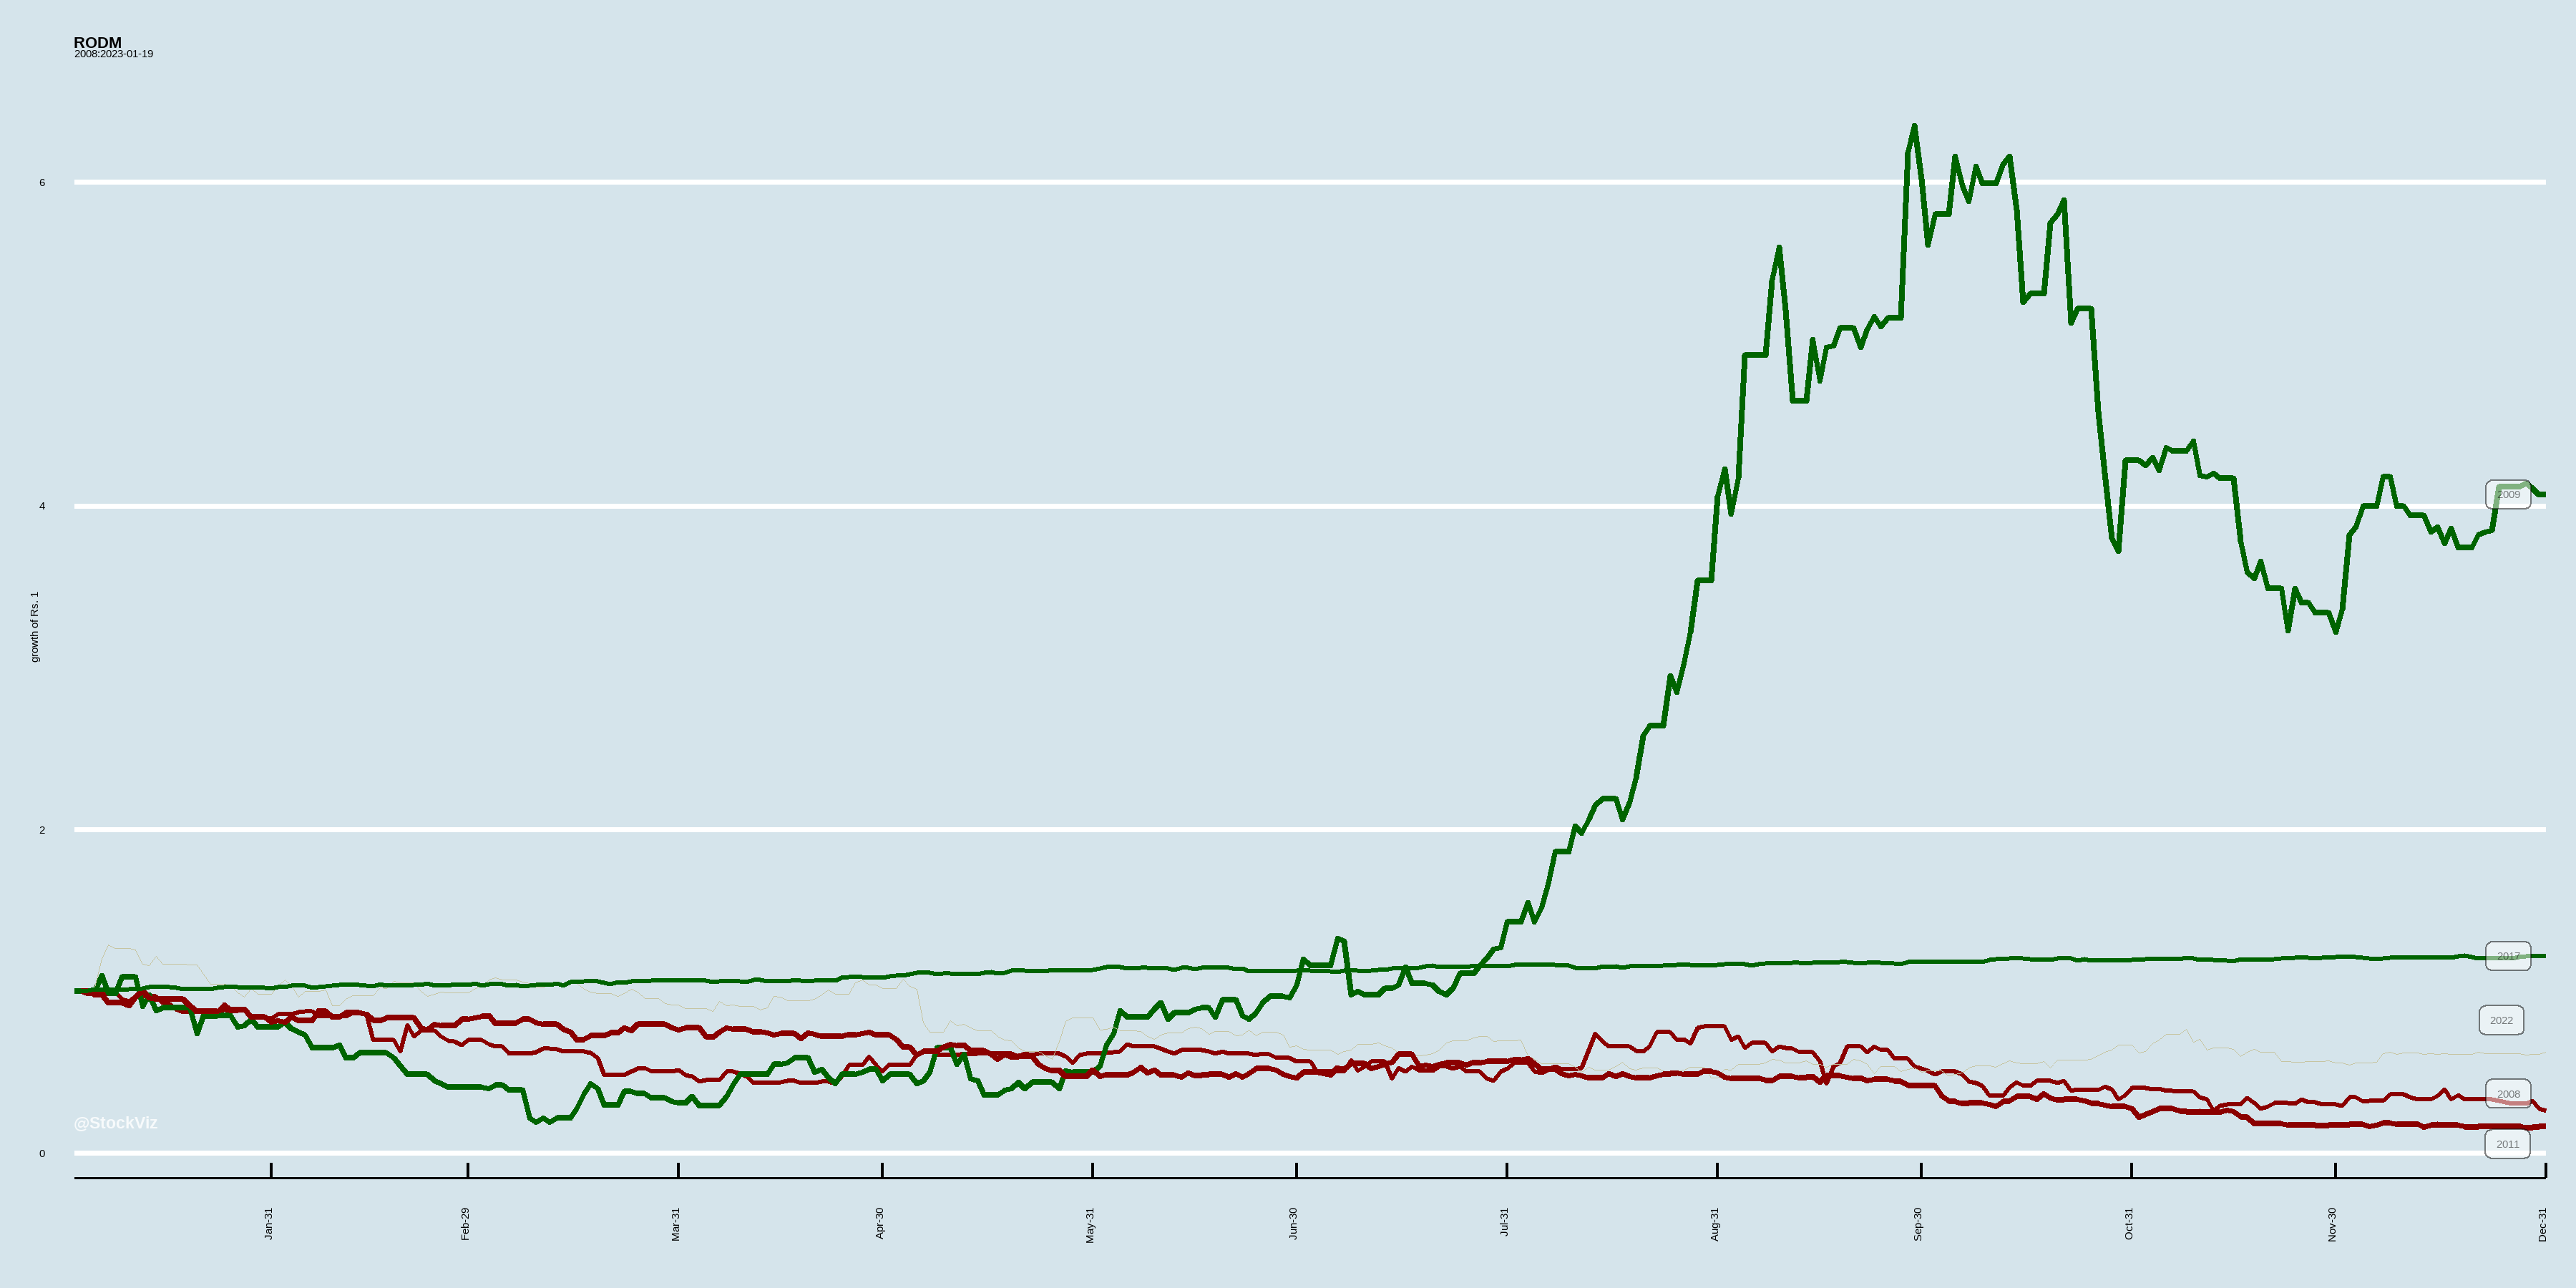 RODM
2008:2023-01-19
6
4
2
0
growth of Rs. 1
2009
2017
2022
2008
2011
@StockViz
Jan-31
Feb-29
Mar-31
Apr-30
May-31
Jun-30
Jul-31
Aug-31
Sep-30
Oct-31
Nov-30
Dec-31